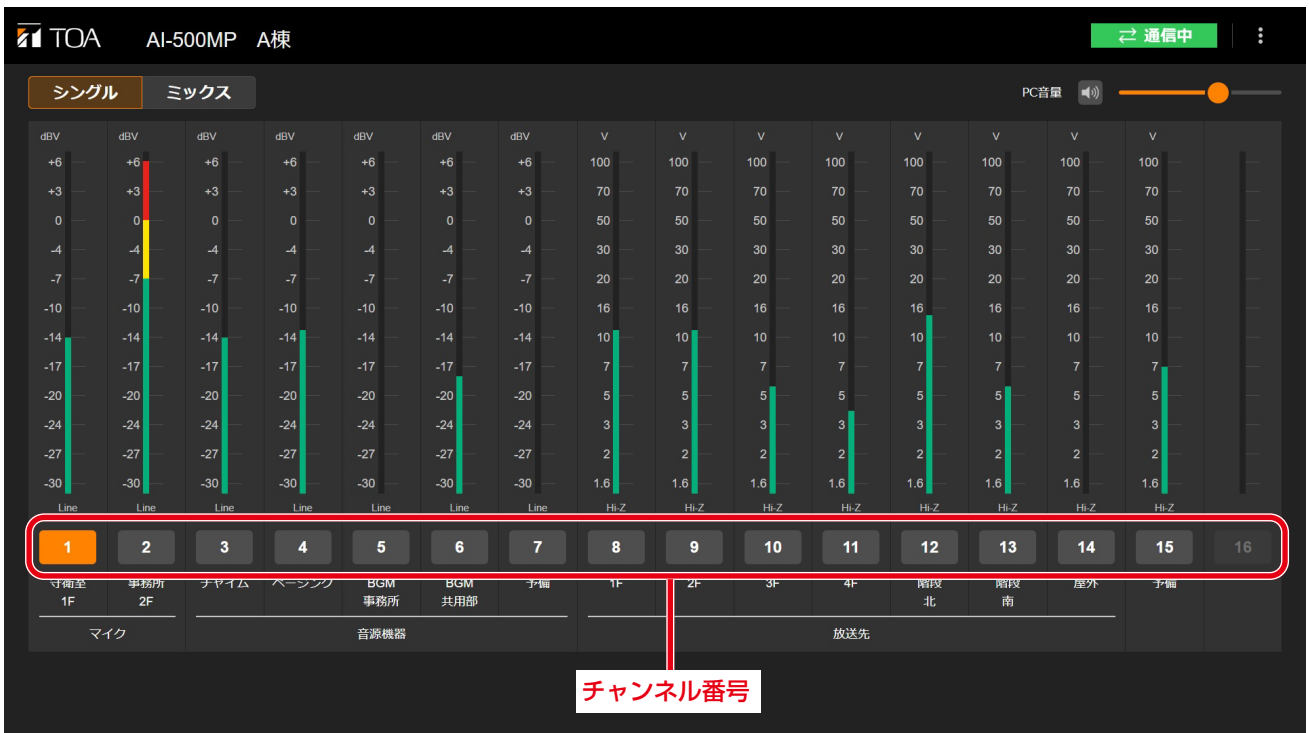 TOA AI-500MP A棟 通信中
シングル ミックス PC音量
dBV dBV dBV dBV dBV dBV dBV V V V V V V V V
+6 +6 +6 +6 +6 +6 +6 100 100 100 100 100 100 100 100
+3 +3 +3 +3 +3 +3 +3 70 70 70 70 70 70 70 70
0 0 0 0 0 0 0 50 50 50 50 50 50 50 50
-4 -4 -4 -4 -4 -4 -4 30 30 30 30 30 30 30 30
-7 -7 -7 -7 -7 -7 -7 20 20 20 20 20 20 20 20
-10 -10 -10 -10 -10 -10 -10 16 16 16 16 16 16 16 16
-14 -14 -14 -14 -14 -14 -14 10 10 10 10 10 10 10 10
-17 -17 -17 -17 -17 -17 -17 7 7 7 7 7 7 7 7
-20 -20 -20 -20 -20 -20 -20 5 5 5 5 5 5 5 5
-24 -24 -24 -24 -24 -24 -24 3 3 3 3 3 3 3 3
-27 -27 -27 -27 -27 -27 -27 2 2 2 2 2 2 2 2
-30 -30 -30 -30 -30 -30 -30 1.6 1.6 1.6 1.6 1.6 1.6 1.6 1.6
Line Line Line Line Line Line Line Hi-Z Hi-Z Hi-Z Hi-Z Hi-Z Hi-Z Hi-Z Hi-Z
1 2 3 4 5 6 7 8 9 10 11 12 13 14 15 16
守衛室 事務所 チャイム ページング BGM BGM 予備 1F 2F 3F 4F 階段 階段 屋外 予備
1F 2F 事務所 共用部 北 南
マイク 音源機器 放送先
チャンネル番号